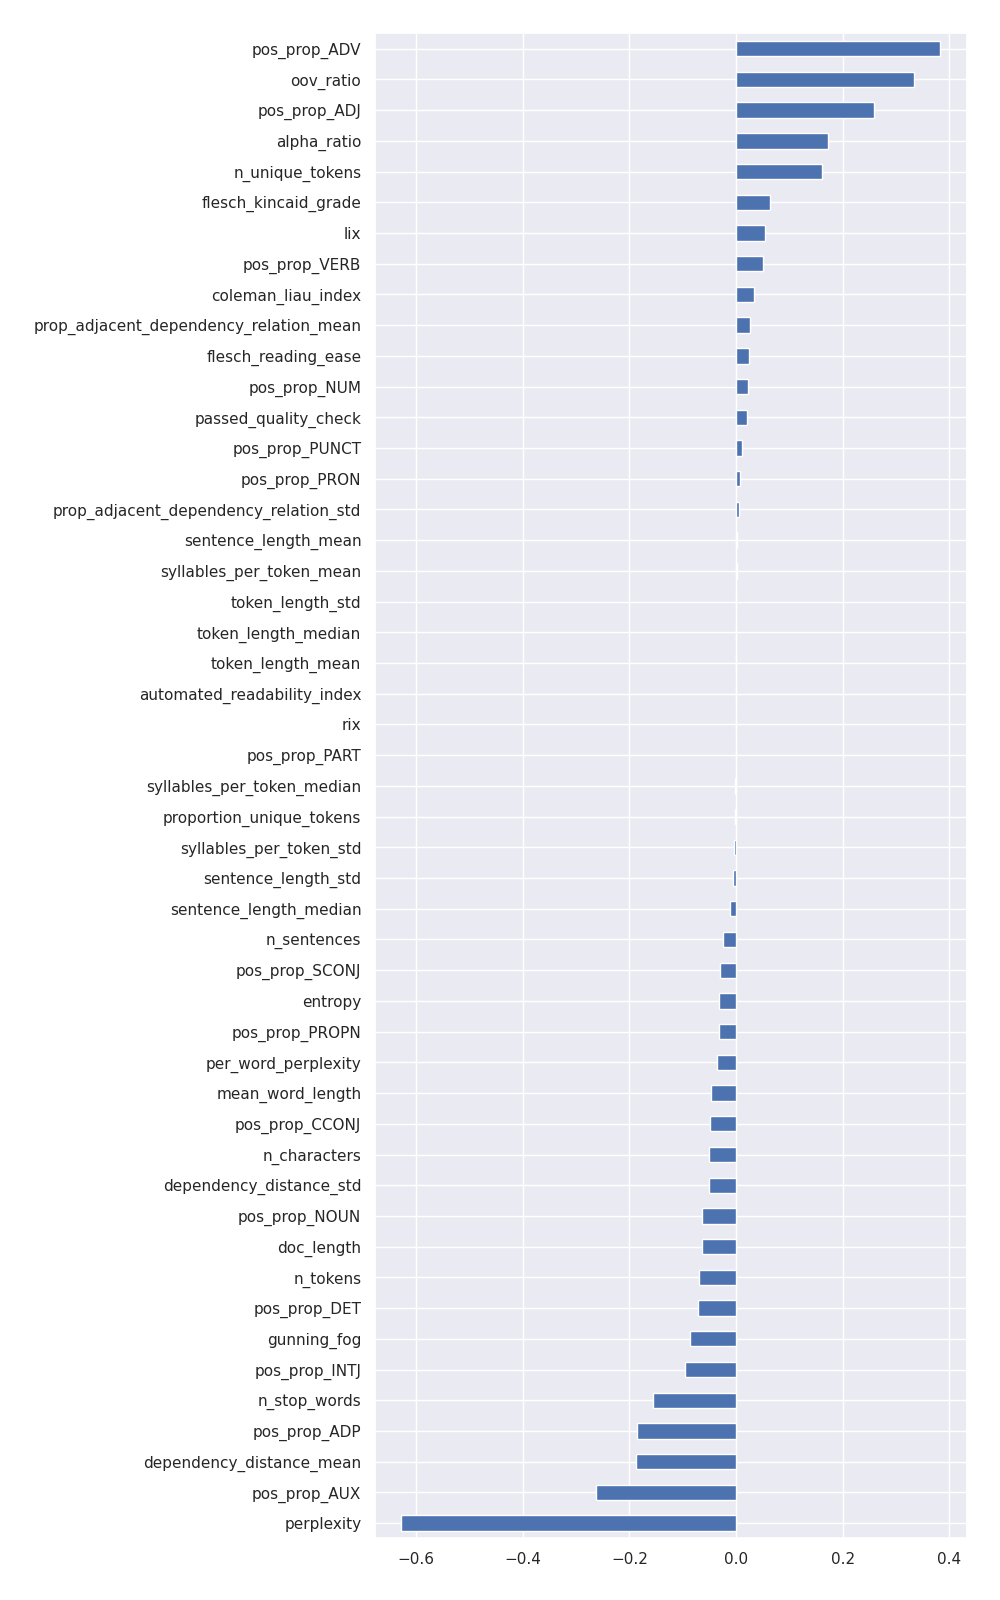 pos_prop_ADV
oov_ratio
pos_prop_ADJ
alpha_ratio
n_unique_tokens
flesch_kincaid_grade
lix
pos_prop_VERB
coleman_liau_index
prop_adjacent_dependency_relation_mean
flesch_reading_ease
pos_prop_NUM
passed_quality_check
pos_prop_PUNCT
pos_prop_PRON
prop_adjacent_dependency_relation_std
sentence_length_mean
syllables_per_token_mean
token_length_std
token_length_median
token_length_mean
automated_readability_index
rix
pos_prop_PART
syllables_per_token_median
proportion_unique_tokens
syllables_per_token_std
sentence_length_std
sentence_length_median
n_sentences
pos_prop_SCONJ
entropy
pos_prop_PROPN
per_word_perplexity
mean_word_length
pos_prop_CCONJ
n_characters
dependency_distance_std
pos_prop_NOUN
doc_length
n_tokens
pos_prop_DET
gunning_fog
pos_prop_INTJ
n_stop_words
pos_prop_ADP
dependency_distance_mean
pos_prop_AUX
perplexity
−0.6 −0.4 −0.2 0.0 0.2 0.4